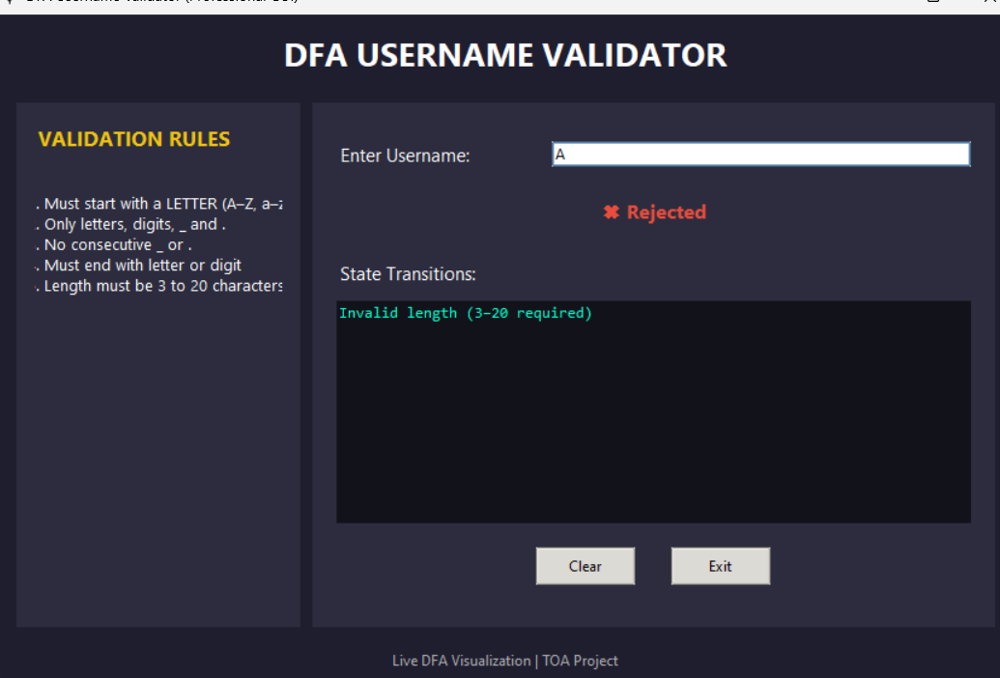 DFA USERNAME VALIDATOR
VALIDATION RULES
. Must start with a LETTER (A–Z, a–z
. Only letters, digits, _ and .
. No consecutive _ or .
. Must end with letter or digit
. Length must be 3 to 20 characters
Enter Username:
A
✖ Rejected
State Transitions:
Invalid length (3–20 required)
Clear
Exit
Live DFA Visualization | TOA Project